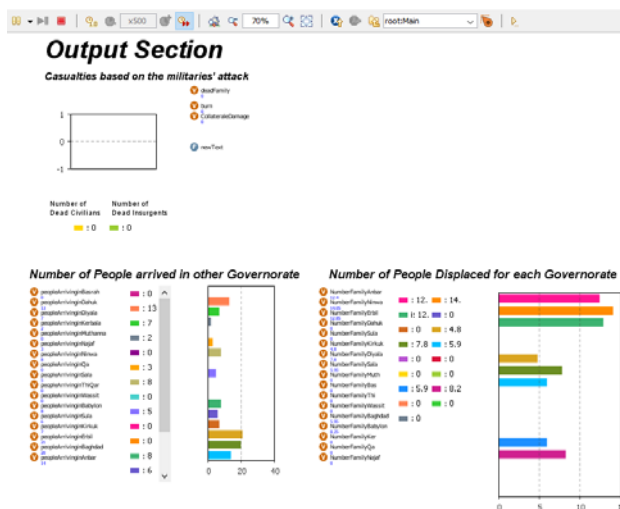 x500
70%
root:Main
Output Section
Casualties based on the militaries' attack
deadFamily
0
burn
CollaterateDamage
newText
1
0
-1
Number of Dead Civilians
Number of Dead Insurgents
: 0
: 0
Number of People arrived in other Governorate
peopleArrivinginBasrah
peopleArrivinginDahuk
peopleArrivinginDiyala
peopleArrivinginKerbala
peopleArrivinginMuthanna
peopleArrivinginNajaf
peopleArrivinginNinwa
peopleArrivinginQa
peopleArrivinginSala
peopleArrivinginThiQar
peopleArrivinginWassit
peopleArrivinginBabylon
peopleArrivinginSula
peopleArrivinginKirkuk
peopleArrivinginErbil
peopleArrivinginBaghdad
peopleArrivinginAnbar
: 0
: 13
: 7
: 2
: 0
: 3
: 8
: 0
: 5
: 0
: 0
: 8
: 6
0 20 40
Number of People Displaced for each Governorate
NumberFamilyAnbar
NumberFamilyNinwa
NumberFamilyErbil
NumberFamilyDahuk
NumberFamilySula
NumberFamilyKirkuk
NumberFamilyDiyala
NumberFamilySala
NumberFamilyMuth
NumberFamilyBas
NumberFamilyThi
NumberFamilyWassit
NumberFamilyBaghdad
NumberFamilyBabylon
NumberFamilyKer
NumberFamilyQa
NumberFamilyNajaf
: 12. : 14.
: 12. : 0
: 0 : 4.8
: 7.8 : 5.9
: 0 : 0
: 0 : 0
: 5.9 : 8.2
: 0 : 0
: 0
0 5 10